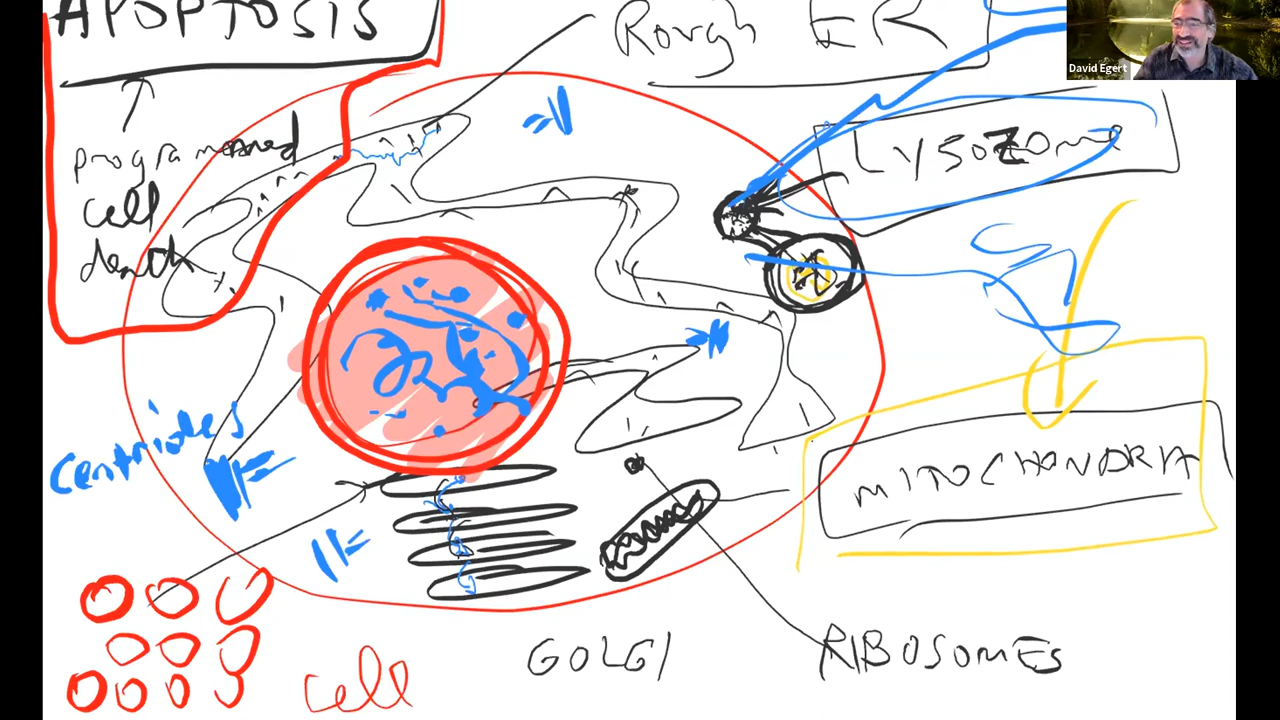 APOPTOSIS
Rough ER
David Egert
programmed
cell
death
LYSOZOME
Centrioles
MITOCHONDRIA
GOLGI
RIBOSOMES
cell